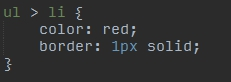 ul > li {
    color: red;
    border: 1px solid;
}